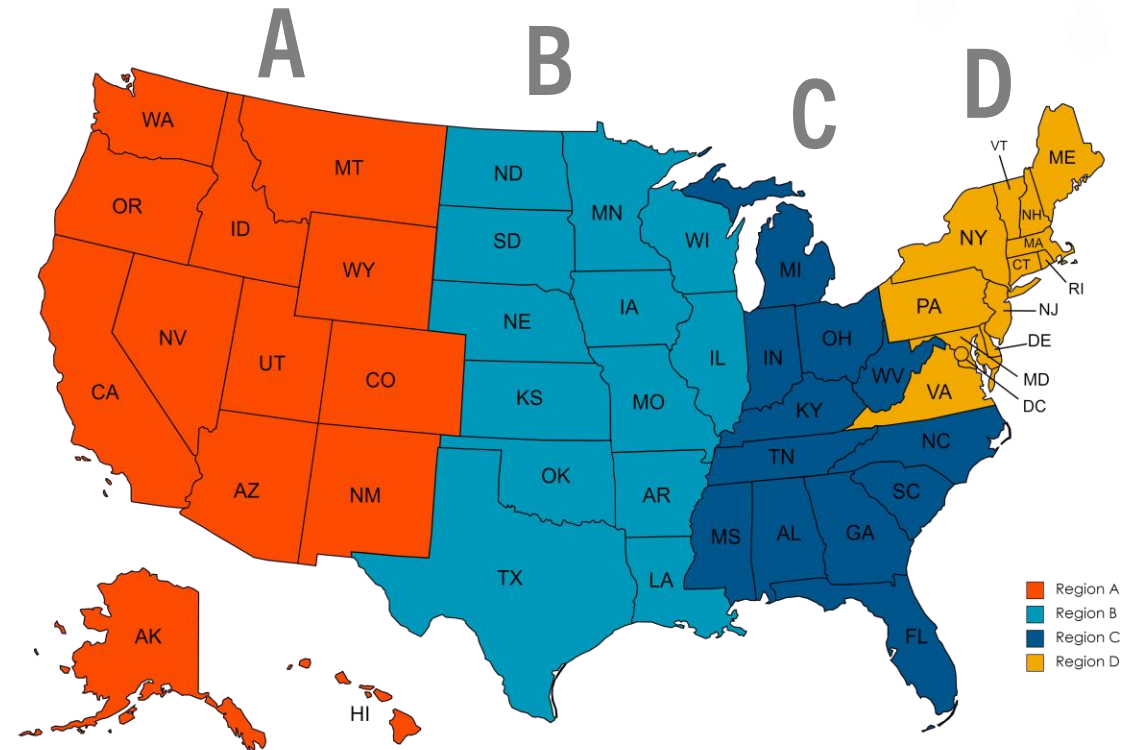 A
B
C
D
WA
MT
ND
MN
VT
ME
OR
ID
SD
WI
NY
NH
MA
WY
MI
CT
RI
NE
IA
PA
NJ
NV
UT
CO
IL
IN
OH
WV
DE
MD
CA
KS
MO
KY
VA
DC
AZ
NM
OK
AR
TN
NC
SC
TX
LA
MS
AL
GA
AK
HI
FL
Region A
Region B
Region C
Region D